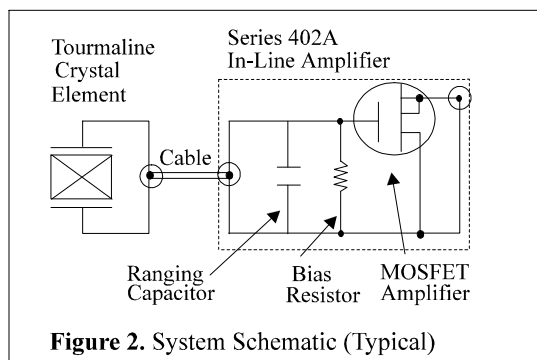 Tourmaline
Crystal
Element
Series 402A
In-Line Amplifier
Cable
Ranging
Capacitor
Bias
Resistor
MOSFET
Amplifier
Figure 2. System Schematic (Typical)